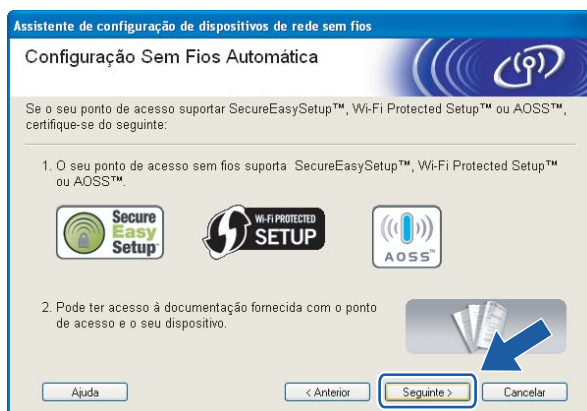 Assistente de configuração de dispositivos de rede sem fios
Configuração Sem Fios Automática
Se o seu ponto de acesso suportar SecureEasySetup™, Wi-Fi Protected Setup™ ou AOSS™,
certifique-se do seguinte:
1. O seu ponto de acesso sem fios suporta SecureEasySetup™, Wi-Fi Protected Setup™
ou AOSS™.
Secure
Easy
Setup™
WI-FI PROTECTED
SETUP
AOSS™
2. Pode ter acesso à documentação fornecida com o ponto
de acesso e o seu dispositivo.
Ajuda
< Anterior
Seguinte >
Cancelar